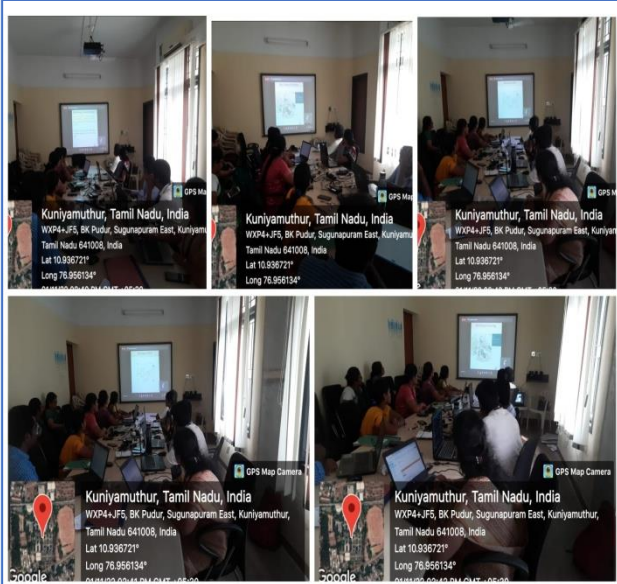 GPS Ma
Kuniyamuthur, Tamil Nadu, India
WXP4+JF5, BK Pudur, Sugunapuram East, Kuniyamu
Tamil Nadu 641008, India
Lat 10.936721°
Long 76.956134°
GPS Ma
Kuniyamuthur, Tamil Nadu, India
WXP4+JF5, BK Pudur, Sugunapuram East, Kuniyamu
Tamil Nadu 641008, India
Lat 10.936721°
Long 76.956134°
GPS M
Kuniyamuthur, Tamil Nadu, India
WXP4+JF5, BK Pudur, Sugunapuram East, Kuniyam
Tamil Nadu 641008, India
Lat 10.936721°
Long 76.956134°
GPS Map Camera
Kuniyamuthur, Tamil Nadu, India
WXP4+JF5, BK Pudur, Sugunapuram East, Kuniyamuthur,
Tamil Nadu 641008, India
Lat 10.936721°
Long 76.956134°
Google
GPS Map Camera
Kuniyamuthur, Tamil Nadu, India
WXP4+JF5, BK Pudur, Sugunapuram East, Kuniyamuthur,
Tamil Nadu 641008, India
Lat 10.936721°
Long 76.956134°
Google